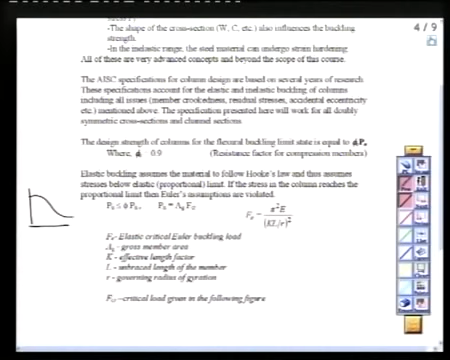 4 / 9
-The shape of the cross-section (W, C, etc.) also influences the buckling
strength.
-In the inelastic range, the steel material can undergo strain hardening
All of these are very advanced concepts and beyond the scope of this course.
The AISC specifications for column design are based on several years of research.
These specifications account for the elastic and inelastic buckling of columns
including all issues (member crookedness, residual stresses, accidental eccentricity
etc.) mentioned above. The specification presented here will work for all doubly
symmetric cross-sections and channel sections.
The design strength of columns for the flexural buckling limit state is equal to ϕPₙ
Where, ϕ 0.9 (Resistance factor for compression members)
Elastic buckling assumes the material to follow Hooke's law and thus assumes
stresses below elastic (proportional) limit. If the stress in the column reaches the
proportional limit then Euler's assumptions are violated.
Fₑ = π²E / (KL/r)²
Fₑ- Elastic critical Euler buckling load
A_g - gross member area
K - effective length factor
L - unbraced length of the member
r - governing radius of gyration
-critical load given in the following figure